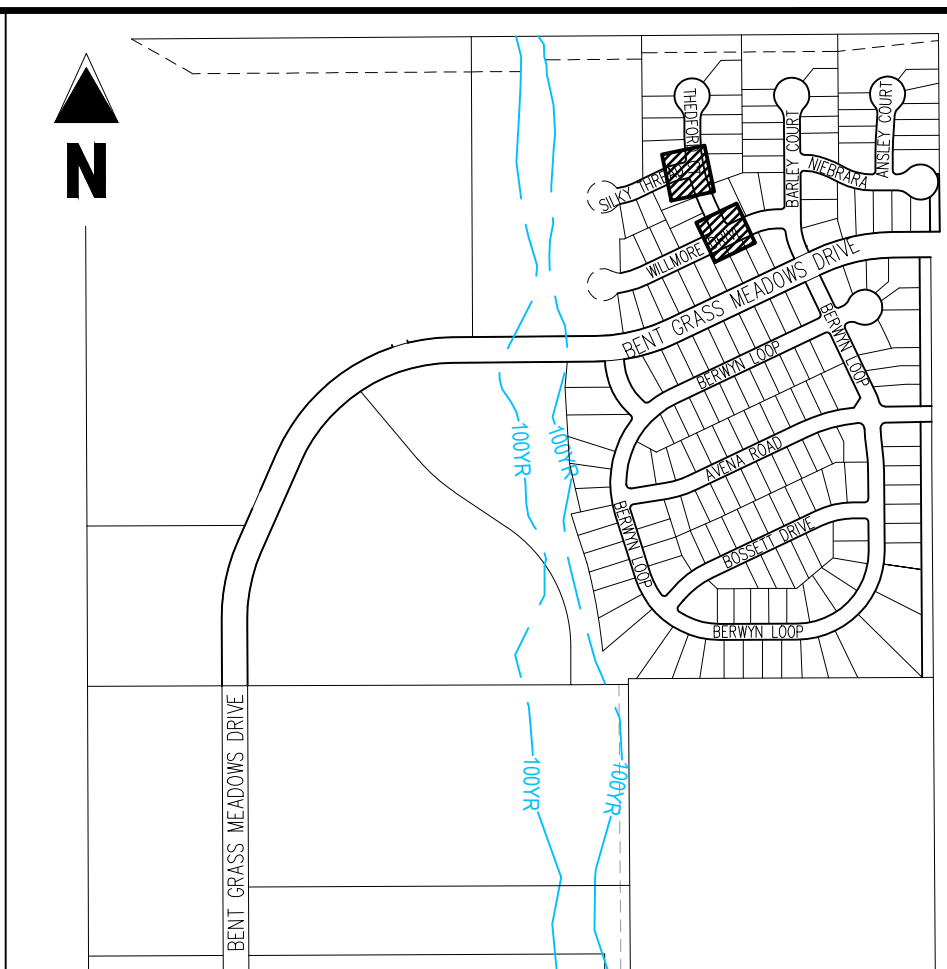 N
THEDFORD
BARLEY COURT
ANSLEY COURT
NIEBRARA
SILKY THREAD
WILLMORE DRIVE
BENT GRASS MEADOWS DRIVE
BERWYN LOOP
BERWYN LOOP
100YR
100YR
AVENA ROAD
BERWYN LOOP
BOSSETT DRIVE
BERWYN LOOP
BENT GRASS MEADOWS DRIVE
100YR
100YR